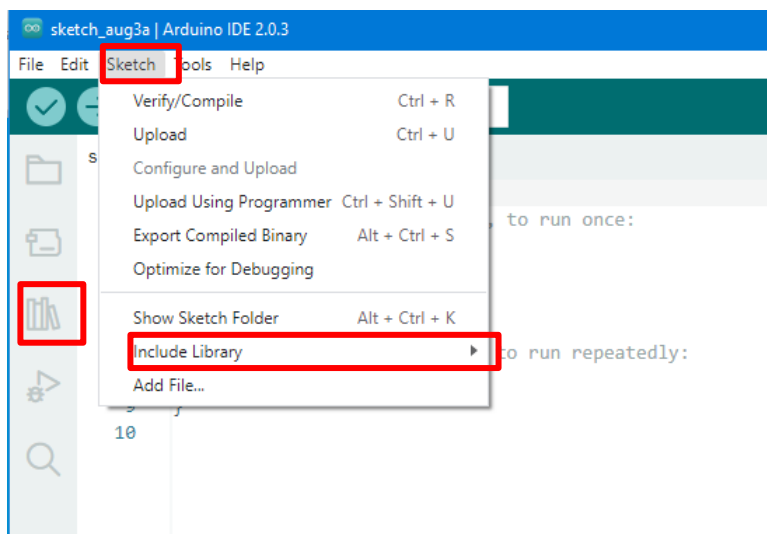 sketch_aug3a | Arduino IDE 2.0.3
File Edit Sketch Tools Help
Verify/Compile Ctrl + R
Upload Ctrl + U
Configure and Upload
Upload Using Programmer Ctrl + Shift + U
, to run once:
Export Compiled Binary Alt + Ctrl + S
Optimize for Debugging
Show Sketch Folder Alt + Ctrl + K
Include Library
to run repeatedly:
Add File...
9 }
10